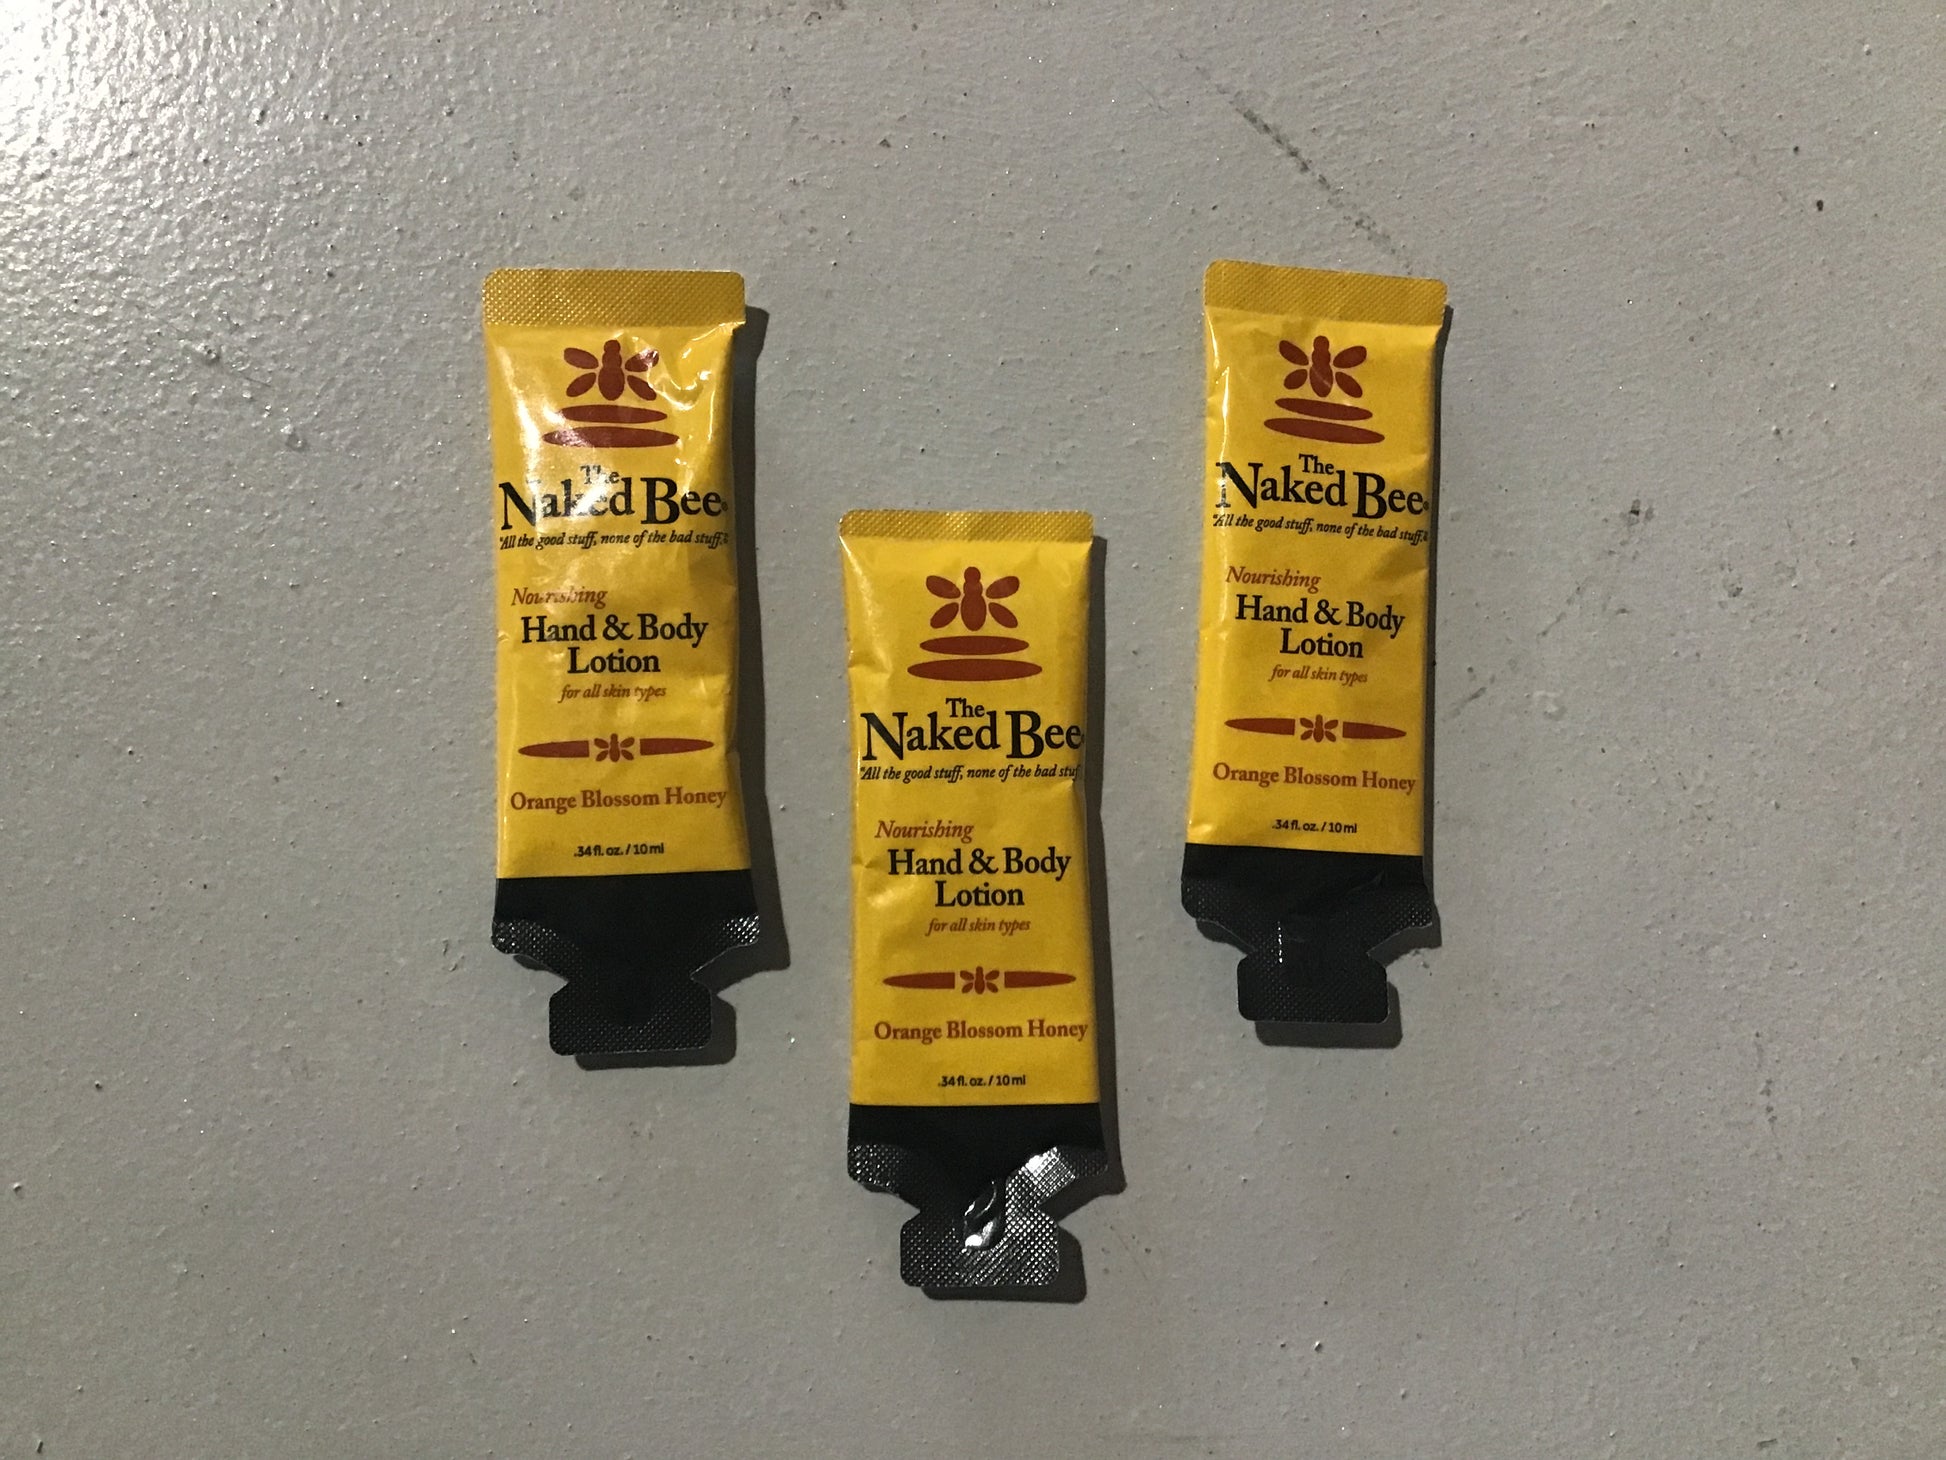 The
Naked Bee®
"All the good stuff, none of the bad stuff."®
Nourishing
Hand & Body
Lotion
for all skin types
Orange Blossom Honey
.34 fl. oz. / 10 ml
The
Naked Bee
"All the good stuff, none of the bad stuf
Nourishing
Hand & Body
Lotion
for all skin types
Orange Blossom Honey
.34 fl. oz. / 10 ml
The
Naked Bee®
"All the good stuff, none of the bad stuff."®
Nourishing
Hand & Body
Lotion
for all skin types
Orange Blossom Honey
.34 fl. oz. / 10 ml